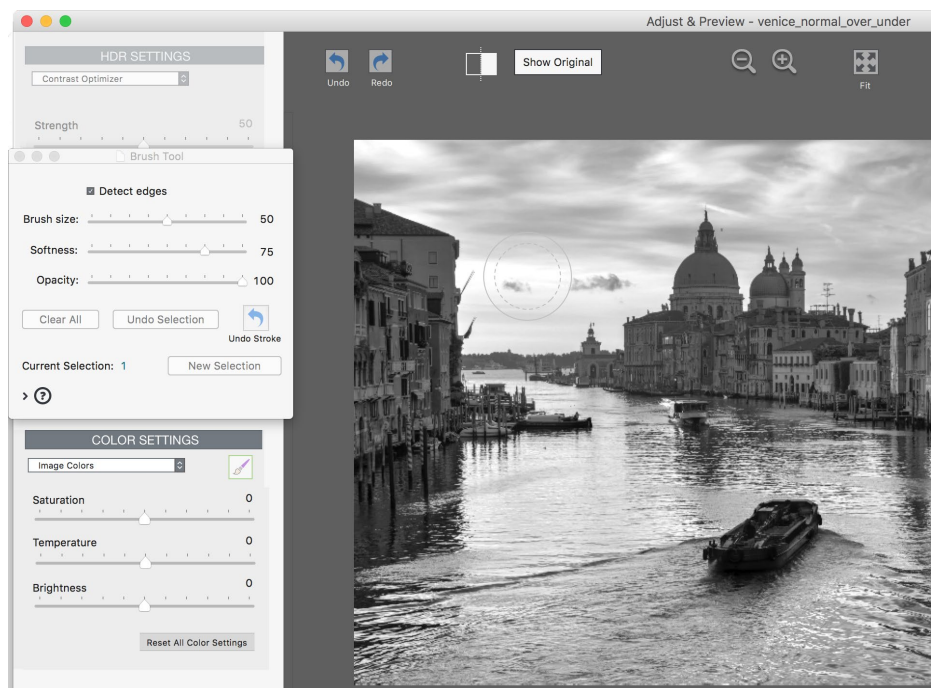 Adjust & Preview - venice_normal_over_under
HDR SETTINGS
Contrast Optimizer
Strength 50
Undo
Redo
Show Original
Fit
Brush Tool
Detect edges
Brush size: 50
Softness: 75
Opacity: 100
Clear All
Undo Selection
Undo Stroke
Current Selection: 1
New Selection
> ?
COLOR SETTINGS
Image Colors
Saturation 0
Temperature 0
Brightness 0
Reset All Color Settings